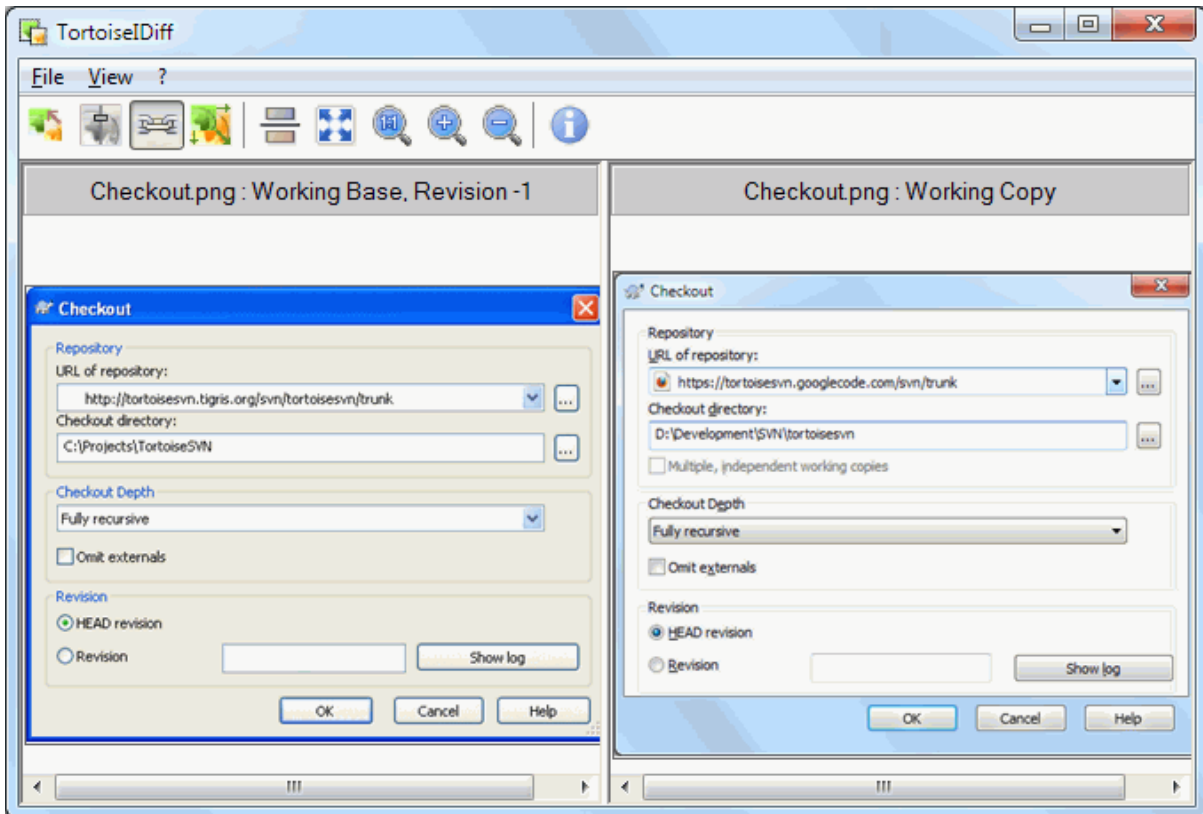 TortoiseIDiff
File View ?
1:1
Checkout.png : Working Base, Revision -1
Checkout
Repository
URL of repository:
http://tortoisesvn.tigris.org/svn/tortoisesvn/trunk
...
Checkout directory:
C:\Projects\TortoiseSVN
...
Checkout Depth
Fully recursive
Omit externals
Revision
HEAD revision
Revision
Show log
OK Cancel Help
Checkout.png : Working Copy
Checkout
Repository
URL of repository:
https://tortoisesvn.googlecode.com/svn/trunk
...
Checkout directory:
D:\Development\SVN\tortoisesvn
...
Multiple, independent working copies
Checkout Depth
Fully recursive
Omit externals
Revision
HEAD revision
Revision
Show log
OK Cancel Help